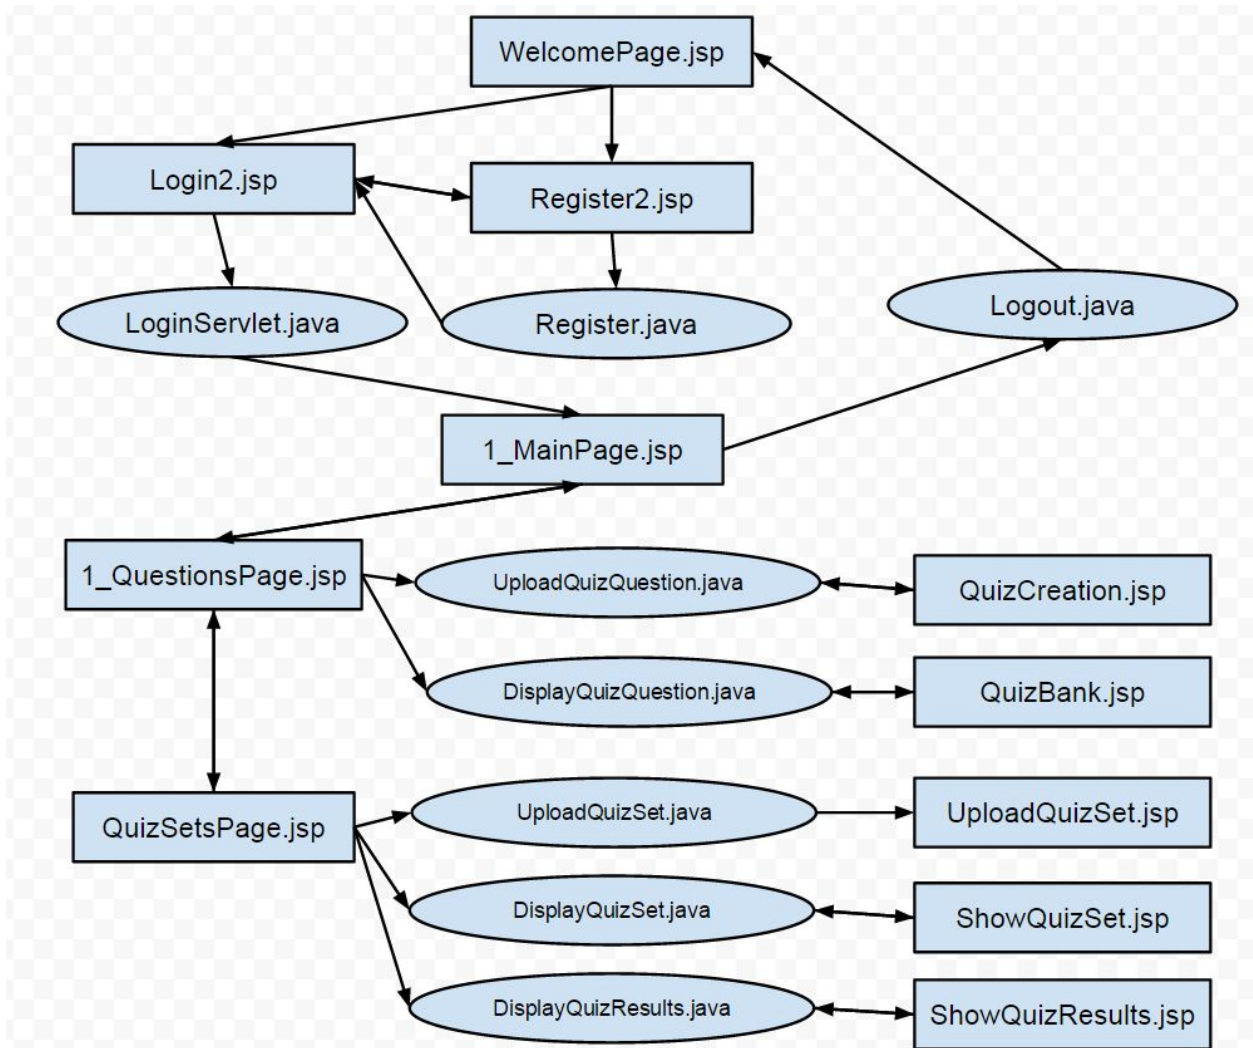 WelcomePage.jsp
Login2.jsp
Register2.jsp
LoginServlet.java
Register.java
Logout.java
1_MainPage.jsp
1_QuestionsPage.jsp
UploadQuizQuestion.java
QuizCreation.jsp
DisplayQuizQuestion.java
QuizBank.jsp
QuizSetsPage.jsp
UploadQuizSet.java
UploadQuizSet.jsp
DisplayQuizSet.java
ShowQuizSet.jsp
DisplayQuizResults.java
ShowQuizResults.jsp